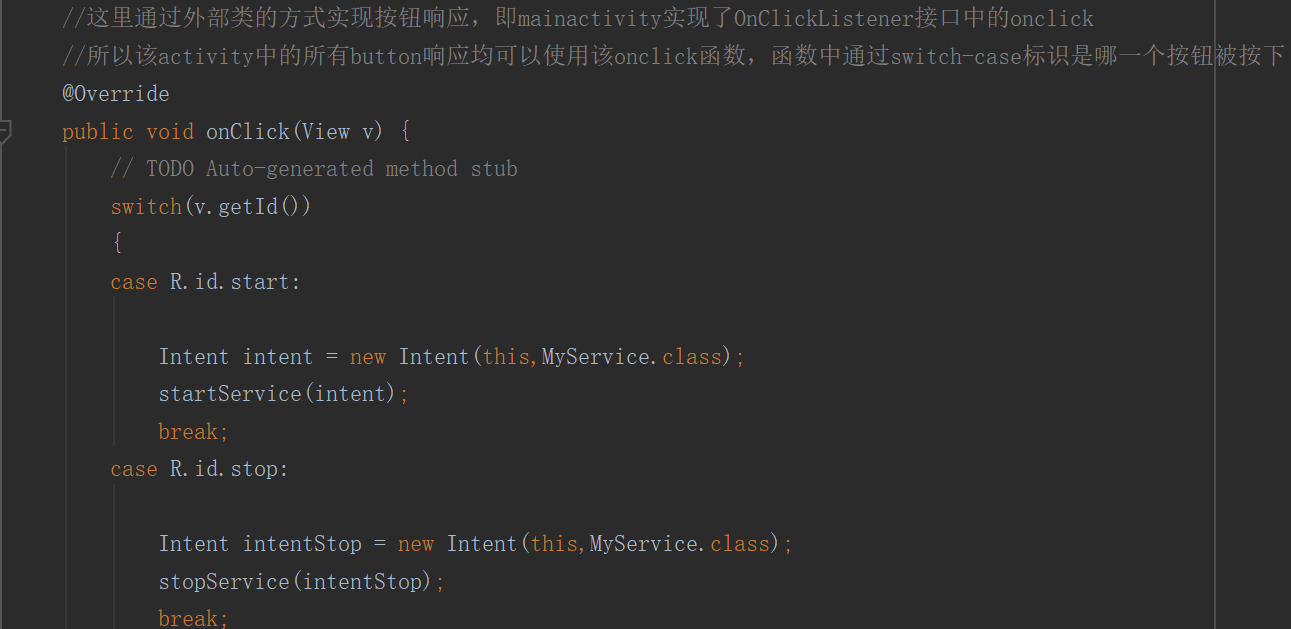 //这里通过外部类的方式实现按钮响应，即mainactivity实现了OnClickListener接口中的onclick
//所以该activity中的所有button响应均可以使用该onclick函数，函数中通过switch-case标识是哪一个按钮被按下
@Override
public void onClick(View v) {
// TODO Auto-generated method stub
switch(v.getId())
{
case R.id.start:
Intent intent = new Intent(this,MyService.class);
startService(intent);
break;
case R.id.stop:
Intent intentStop = new Intent(this,MyService.class);
stopService(intentStop);
break;